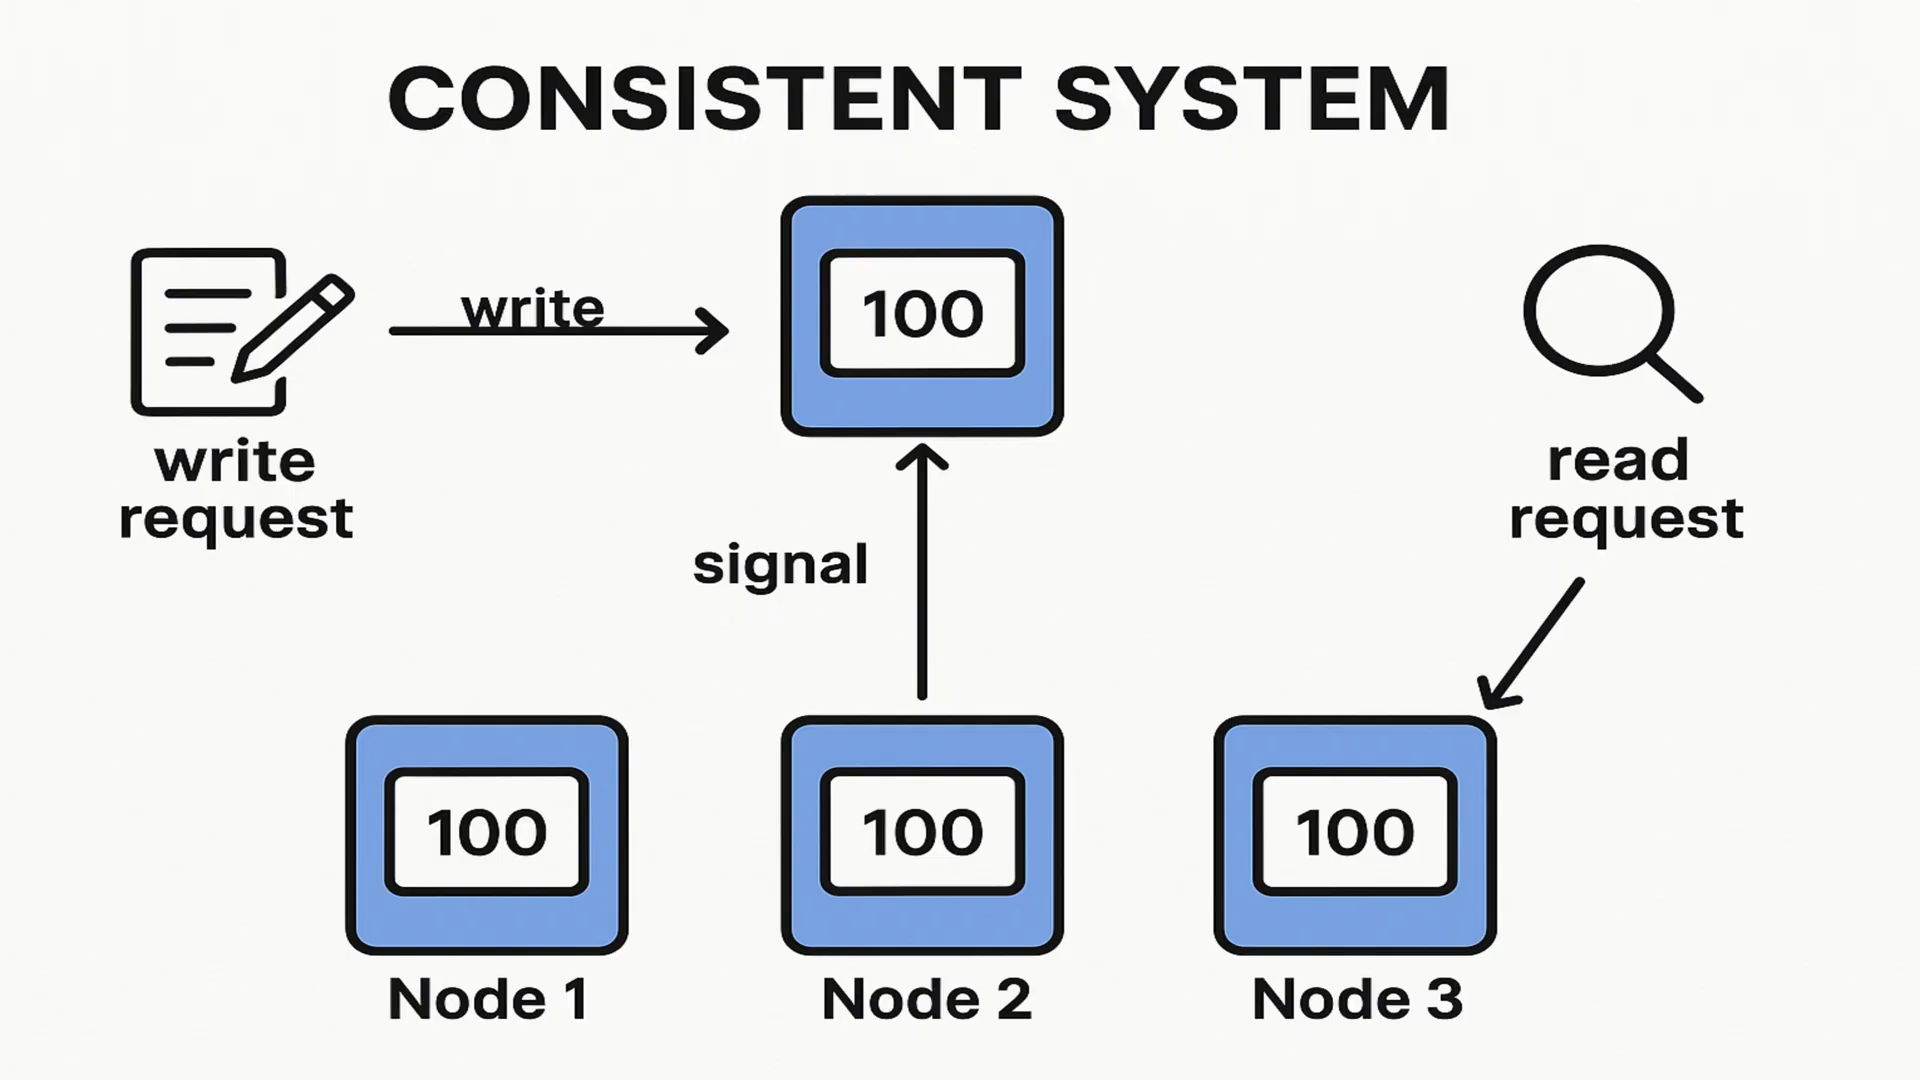 CONSISTENT SYSTEM
write
100
write
request
read
request
signal
100
100
100
Node 1
Node 2
Node 3